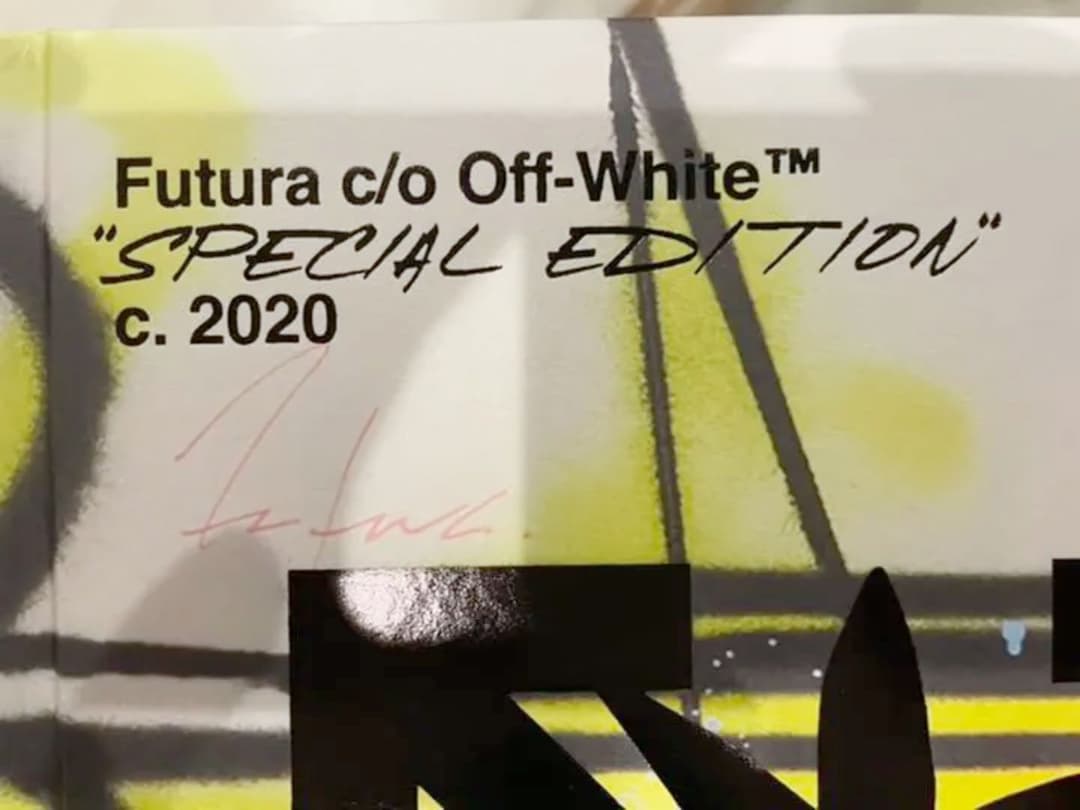 Futura c/o Off-White™
"SPECIAL EDITION"
c. 2020